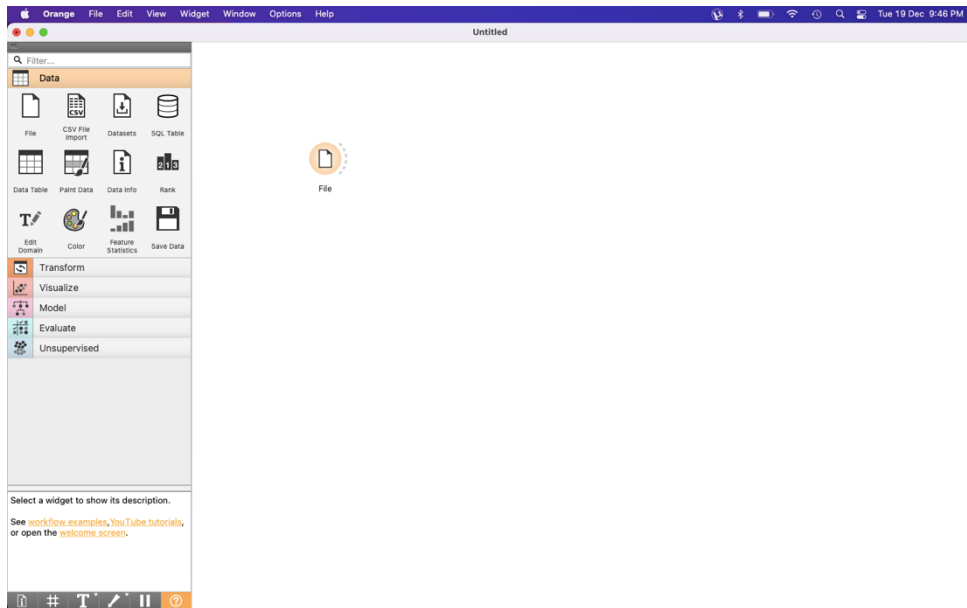 Orange File Edit View Widget Window Options Help Tue 19 Dec 9:46 PM
Untitled
Filter...
Data
File CSV File Import Datasets SQL Table
Data Table Paint Data Data Info Rank
Edit Domain Color Feature Statistics Save Data
Transform
Visualize
Model
Evaluate
Unsupervised
File
Select a widget to show its description.
See workflow examples, YouTube tutorials,
or open the welcome screen.